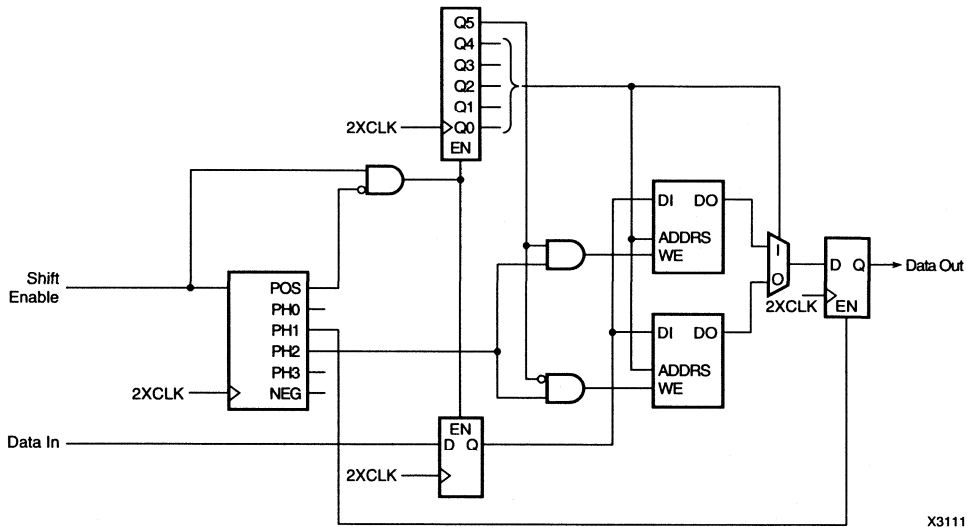 Q5
Q4
Q3
Q2
Q1
2XCLK
Q0
EN
DI
DO
ADDRS
WE
Shift
Enable
POS
PH0
PH1
PH2
PH3
NEG
2XCLK
I
O
D
Q
Data Out
2XCLK
EN
DI
DO
ADDRS
WE
Data In
EN
D
Q
2XCLK
X3111